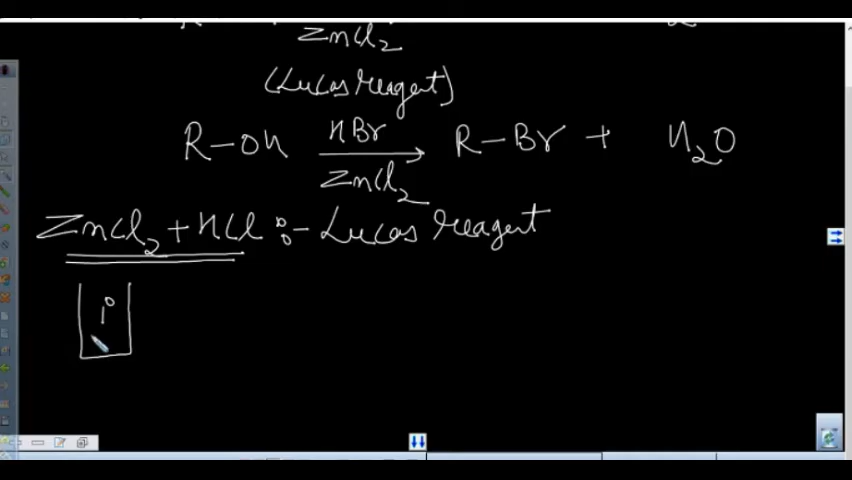 ZnCl₂
(Lucas reagent)
R-OH HBr/ZnCl₂ → R-Br + H₂O
ZnCl₂ + HCl :- Lucas reagent
1°